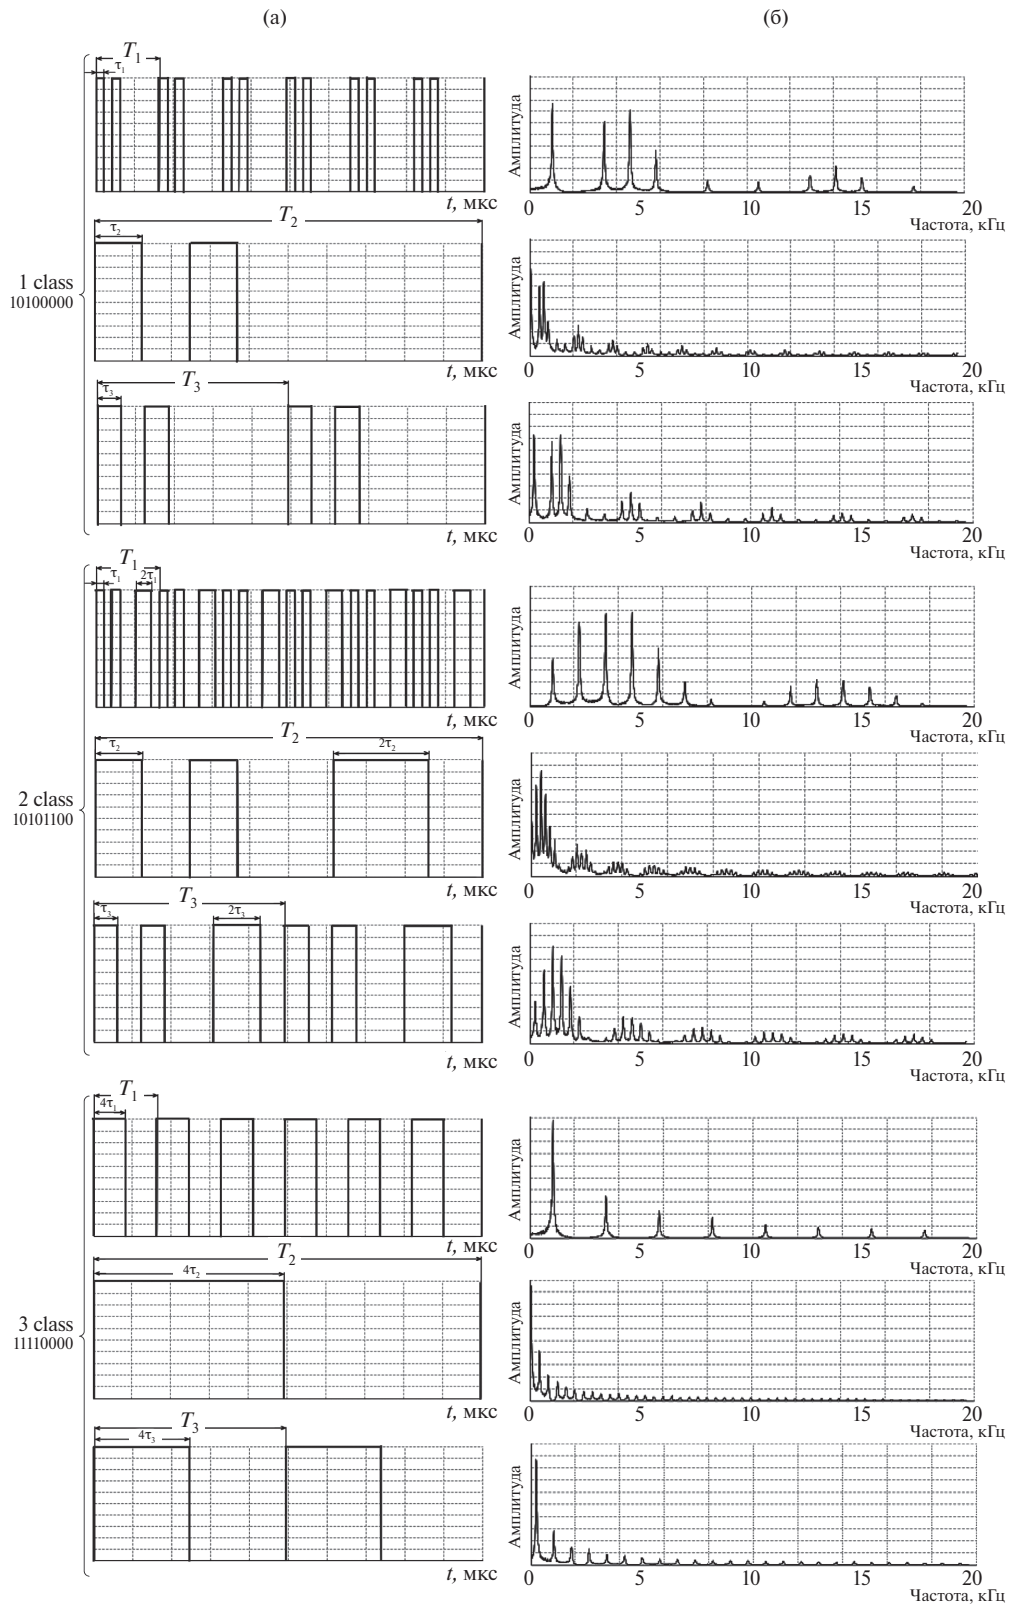 (а) (б)
T₁
τ₁
Амплитуда
t, мкс
0 5 10 15 20
Частота, кГц
1 class
10100000
T₂
τ₂
Амплитуда
t, мкс
0 5 10 15 20
Частота, кГц
T₃
τ₃
Амплитуда
t, мкс
0 5 10 15 20
Частота, кГц
T₁
τ₁ 2τ₁
Амплитуда
t, мкс
0 5 10 15 20
Частота, кГц
2 class
10101100
T₂
τ₂ 2τ₂
Амплитуда
t, мкс
0 5 10 15 20
Частота, кГц
T₃
τ₃ 2τ₃
Амплитуда
t, мкс
0 5 10 15 20
Частота, кГц
T₁
4τ₁
Амплитуда
t, мкс
0 5 10 15 20
Частота, кГц
3 class
11110000
T₂
4τ₂
Амплитуда
t, мкс
0 5 10 15 20
Частота, кГц
T₃
4τ₃
Амплитуда
t, мкс
0 5 10 15 20
Частота, кГц